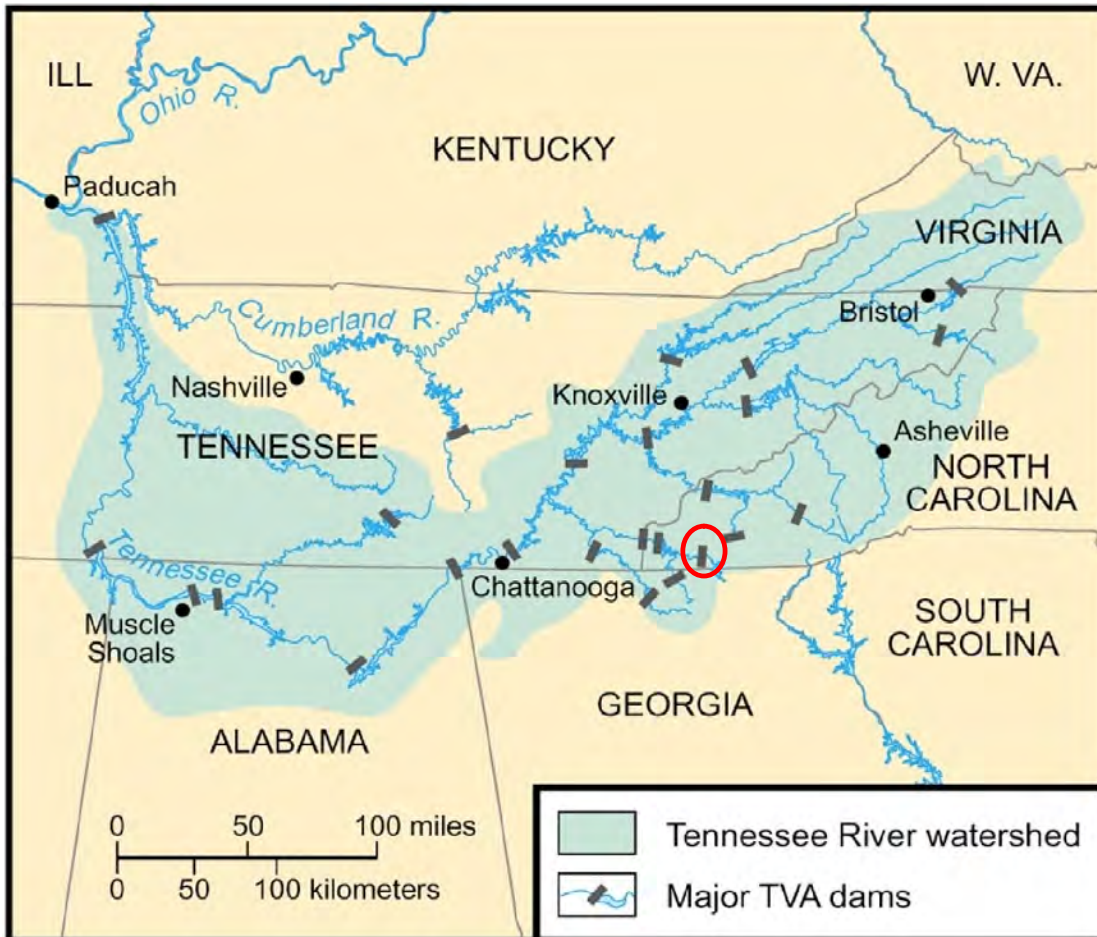 ILL
Ohio R.
W. VA.
KENTUCKY
Paducah
VIRGINIA
Bristol
Cumberland R.
Nashville
Knoxville
TENNESSEE
Asheville
NORTH
CAROLINA
Tennessee R.
Chattanooga
Muscle
Shoals
SOUTH
CAROLINA
GEORGIA
ALABAMA
0 50 100 miles
0 50 100 kilometers
Tennessee River watershed
Major TVA dams